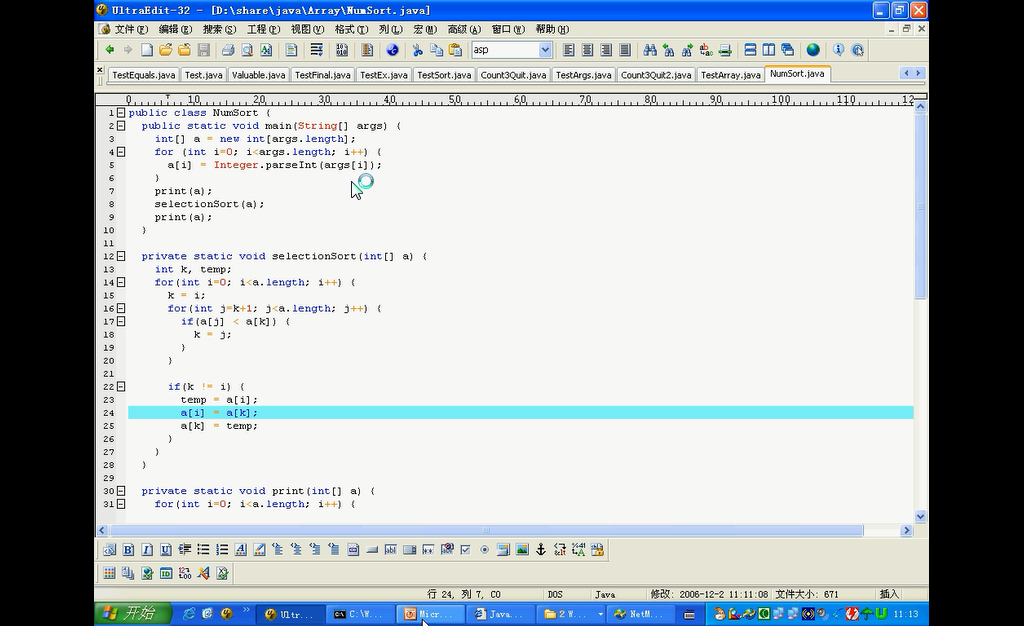 UltraEdit-32 - [D:\share\java\Array\NumSort.java]
文件(F) 编辑(E) 搜索(S) 工程(P) 视图(V) 格式(T) 列(L) 宏(M) 高级(A) 窗口(W) 帮助(H)
asp
TestEquals.java Test.java Valuable.java TestFinal.java TestEx.java TestSort.java Count3Quit.java TestArgs.java Count3Quit2.java TestArray.java NumSort.java
0 10 20 30 40 50 60 70 80 90 100 110 12
1 public class NumSort {
2 public static void main(String[] args) {
3 int[] a = new int[args.length];
4 for (int i=0; i<args.length; i++) {
5 a[i] = Integer.parseInt(args[i]);
6 }
7 print(a);
8 selectionSort(a);
9 print(a);
10 }
11
12 private static void selectionSort(int[] a) {
13 int k, temp;
14 for(int i=0; i<a.length; i++) {
15 k = i;
16 for(int j=k+1; j<a.length; j++) {
17 if(a[j] < a[k]) {
18 k = j;
19 }
20 }
21
22 if(k != i) {
23 temp = a[i];
24 a[i] = a[k];
25 a[k] = temp;
26 }
27 }
28 }
29
30 private static void print(int[] a) {
31 for(int i=0; i<a.length; i++) {
行 24, 列 7, C0 DOS Java 修改: 2006-12-2 11:11:08 文件大小: 671 插入
开始 Ultr... C:\W... Micr... Java... 2 W... NetM... 11:13